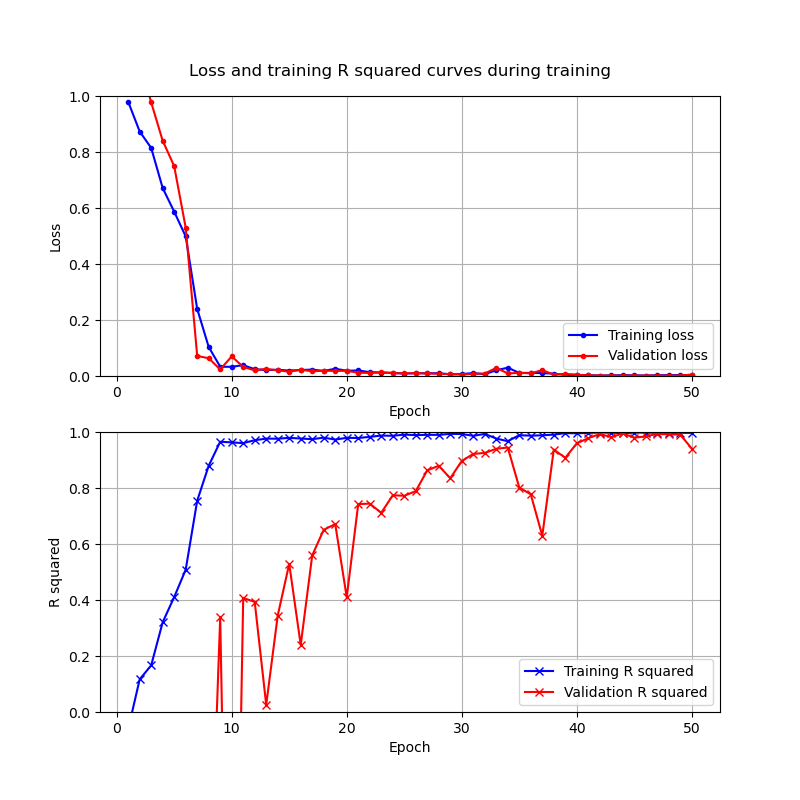 Loss and training R squared curves during training
1.0
0.8
0.6
0.4
0.2
0.0
Loss
Training loss
Validation loss
0 10 20 30 40 50
Epoch
1.0
0.8
0.6
0.4
0.2
0.0
R squared
Training R squared
Validation R squared
0 10 20 30 40 50
Epoch